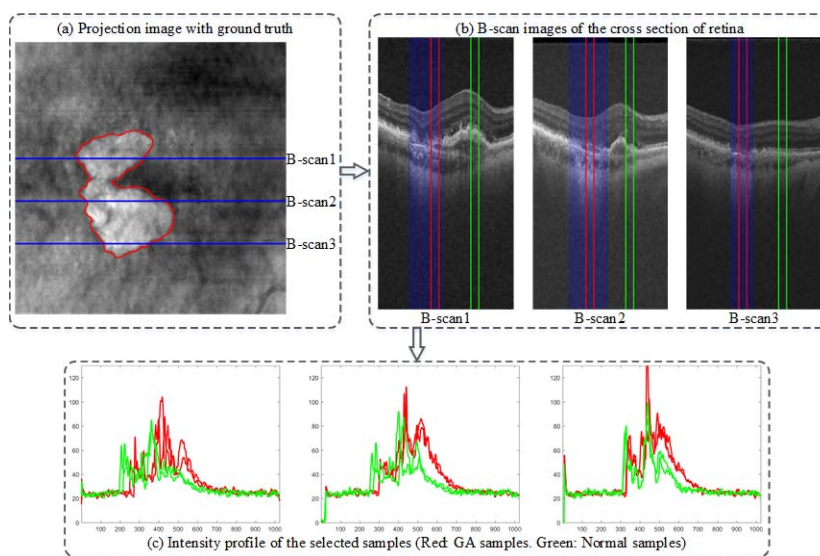 (a) Projection image with ground truth
B-scan1
B-scan2
B-scan3
(b) B-scan images of the cross section of retina
B-scan1 B-scan2 B-scan3
120
100
80
60
40
20
0
100 200 300 400 500 600 700 800 900 1000
120
100
80
60
40
20
0
100 200 300 400 500 600 700 800 900 1000
120
100
80
60
40
20
0
100 200 300 400 500 600 700 800 900 1000
(c) Intensity profile of the selected samples (Red: GA samples. Green: Normal samples)